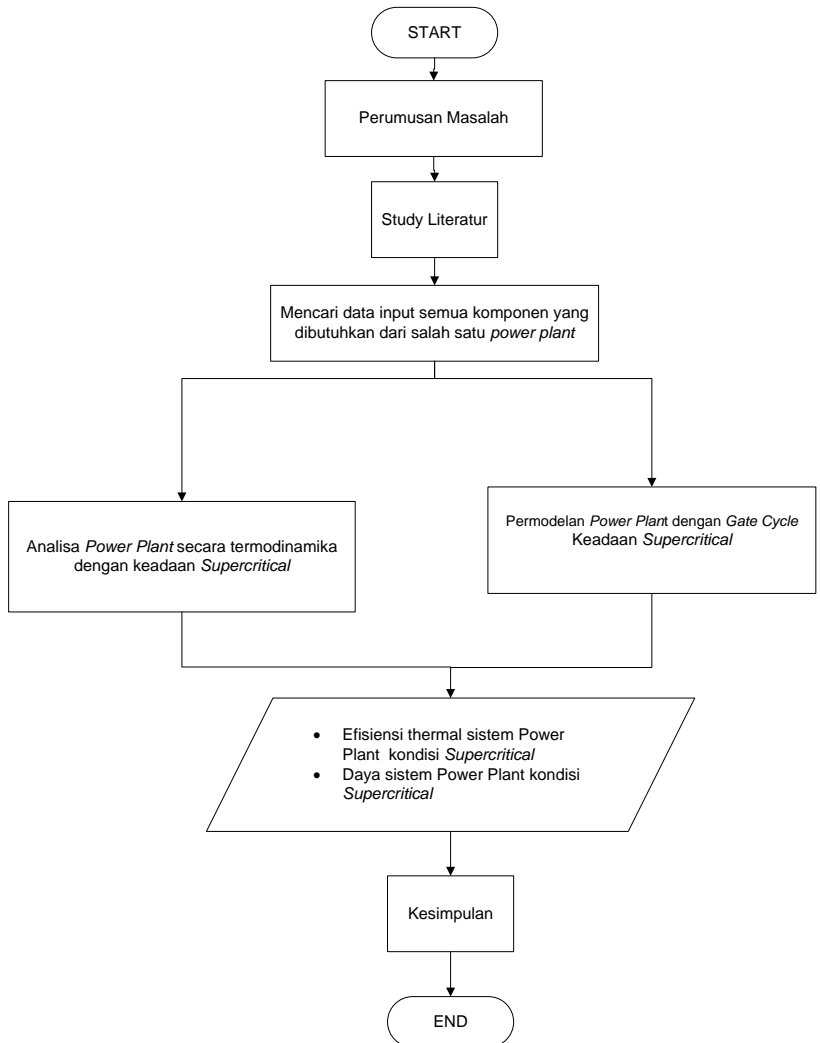 START
Perumusan Masalah
Study Literatur
Mencari data input semua komponen yang
dibutuhkan dari salah satu power plant
Analisa Power Plant secara termodinamika
dengan keadaan Supercritical
Permodelan Power Plant dengan Gate Cycle
Keadaan Supercritical
• Efisiensi thermal sistem Power
Plant kondisi Supercritical
• Daya sistem Power Plant kondisi
Supercritical
Kesimpulan
END